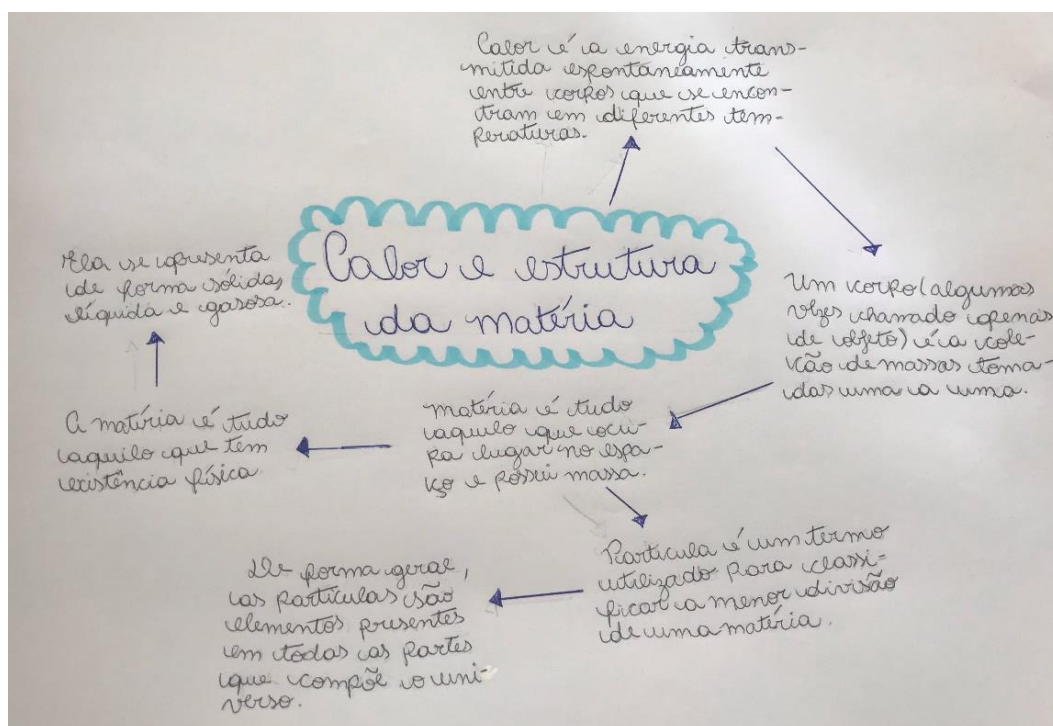 Calor é a energia trans-
mitida espontâneamente
entre corpos que se encon-
tram em diferentes tem-
peraturas.
Calor e estrutura
da matéria
Ela se apresenta
de forma sólida,
líquida e gasosa.
Um corpo (algumas
vezes chamado apenas
de objeto) é a cole-
ção de massas toma-
das uma a uma.
A matéria é tudo
aquilo que tem
existência física.
matéria é tudo
aquilo que ocu-
pa lugar no espa-
ço e possui massa.
Partícula é um termo
utilizado para classi-
ficar a menor divisão
de uma matéria.
De forma geral,
as partículas são
elementos presentes
em todas as partes
que compõe o uni-
verso.